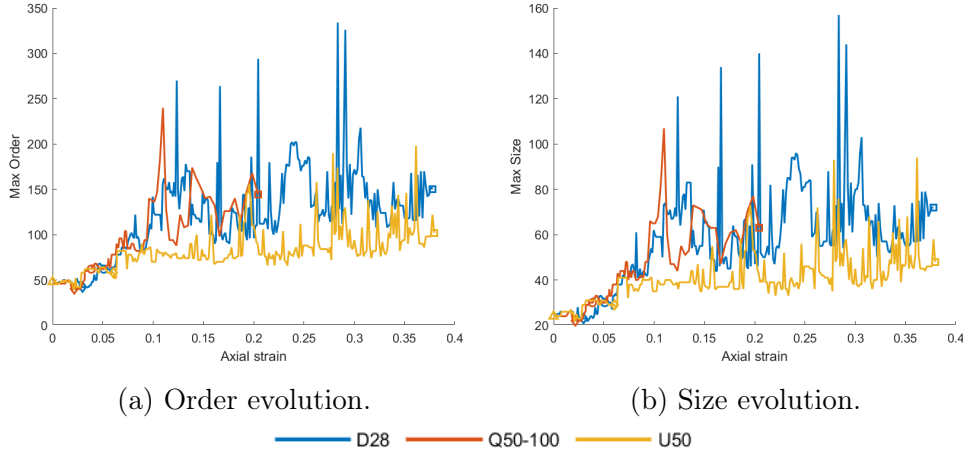 350
300
250
200
150
100
50
0
Max Order
0 0.05 0.1 0.15 0.2 0.25 0.3 0.35 0.4
Axial strain
(a) Order evolution.
160
140
120
100
80
60
40
20
Max Size
0 0.05 0.1 0.15 0.2 0.25 0.3 0.35 0.4
Axial strain
(b) Size evolution.
D28 Q50-100 U50